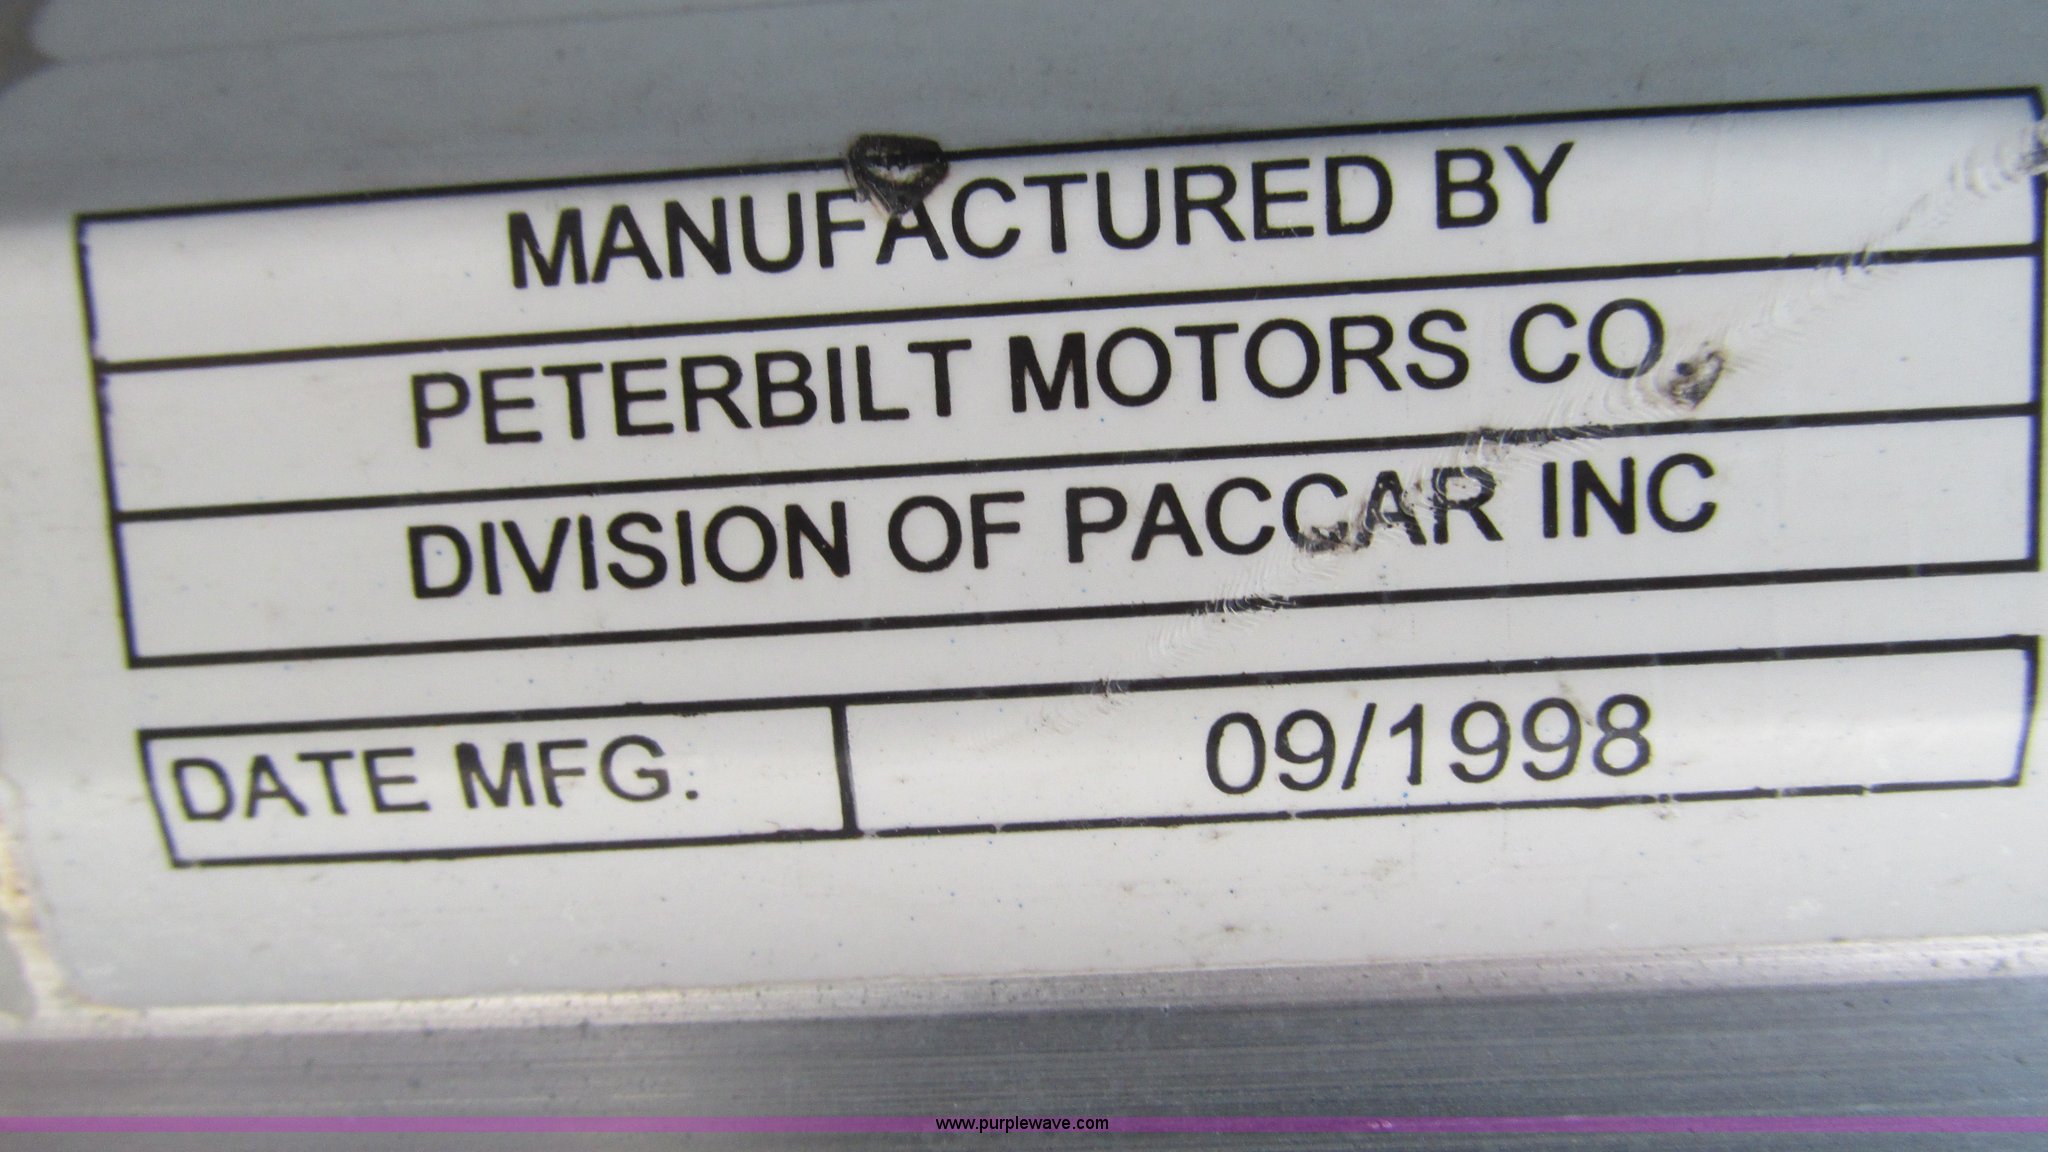 MANUFACTURED BY
PETERBILT MOTORS CO
DIVISION OF PACCAR INC
DATE MFG. 09/1998
www.purplewave.com